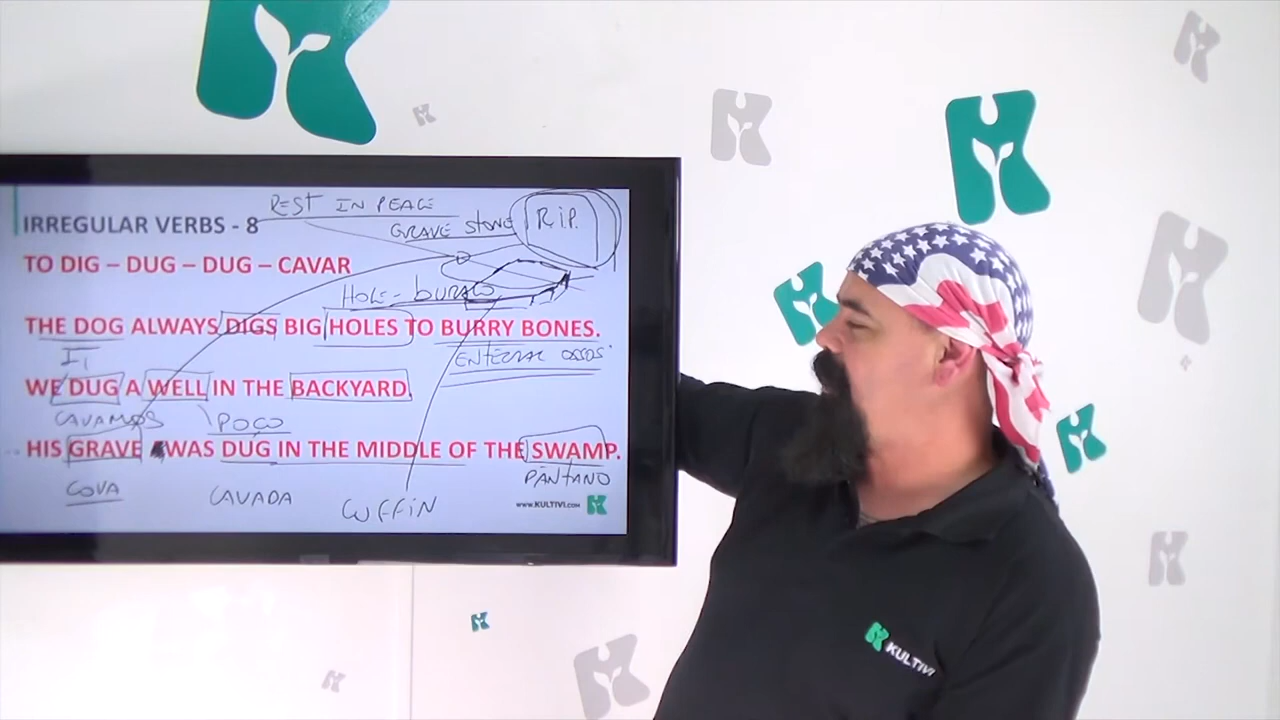 REST IN PEACE
IRREGULAR VERBS - 8
GRAVE STONE
R.I.P.
TO DIG – DUG – DUG – CAVAR
HOLE - BURACO
THE DOG ALWAYS DIGS BIG HOLES TO BURRY BONES.
IT
ENTERRAR OSSOS
WE DUG A WELL IN THE BACKYARD.
CAVAMOS
POÇO
HIS GRAVE WAS DUG IN THE MIDDLE OF THE SWAMP.
COVA
CAVADA
CUFFIN
PÂNTANO
WWW.KULTIVI.COM
KULTIVI